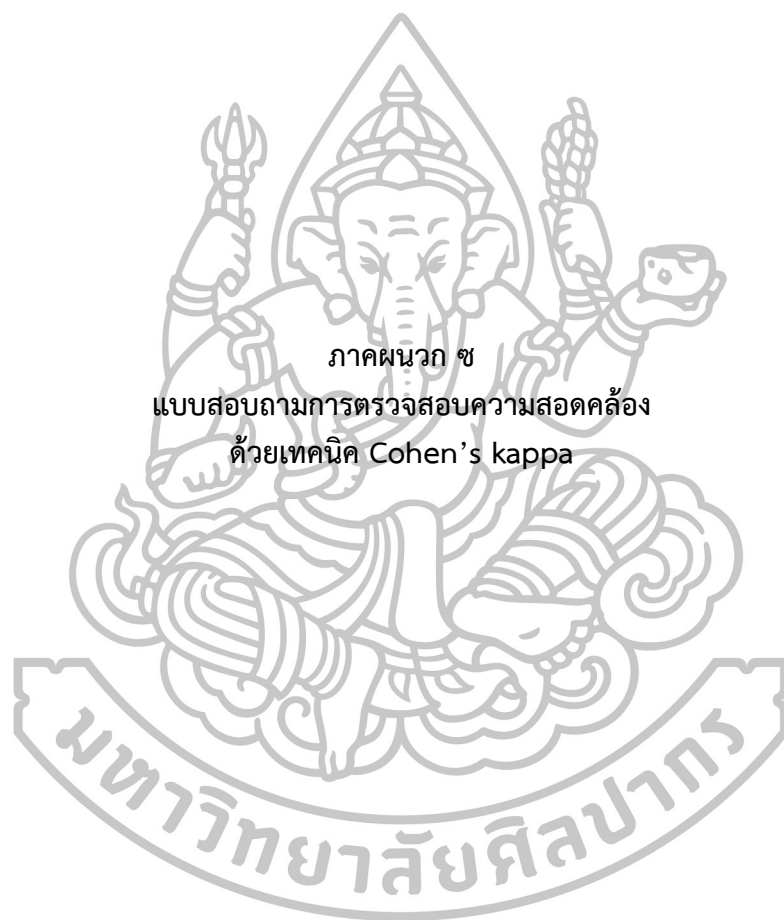 ภาคผนวก ซ
แบบสอบถามการตรวจสอบความสอดคล้อง
ด้วยเทคนิค Cohen’s kappa
มหาวิทยาลัยศิลปากร